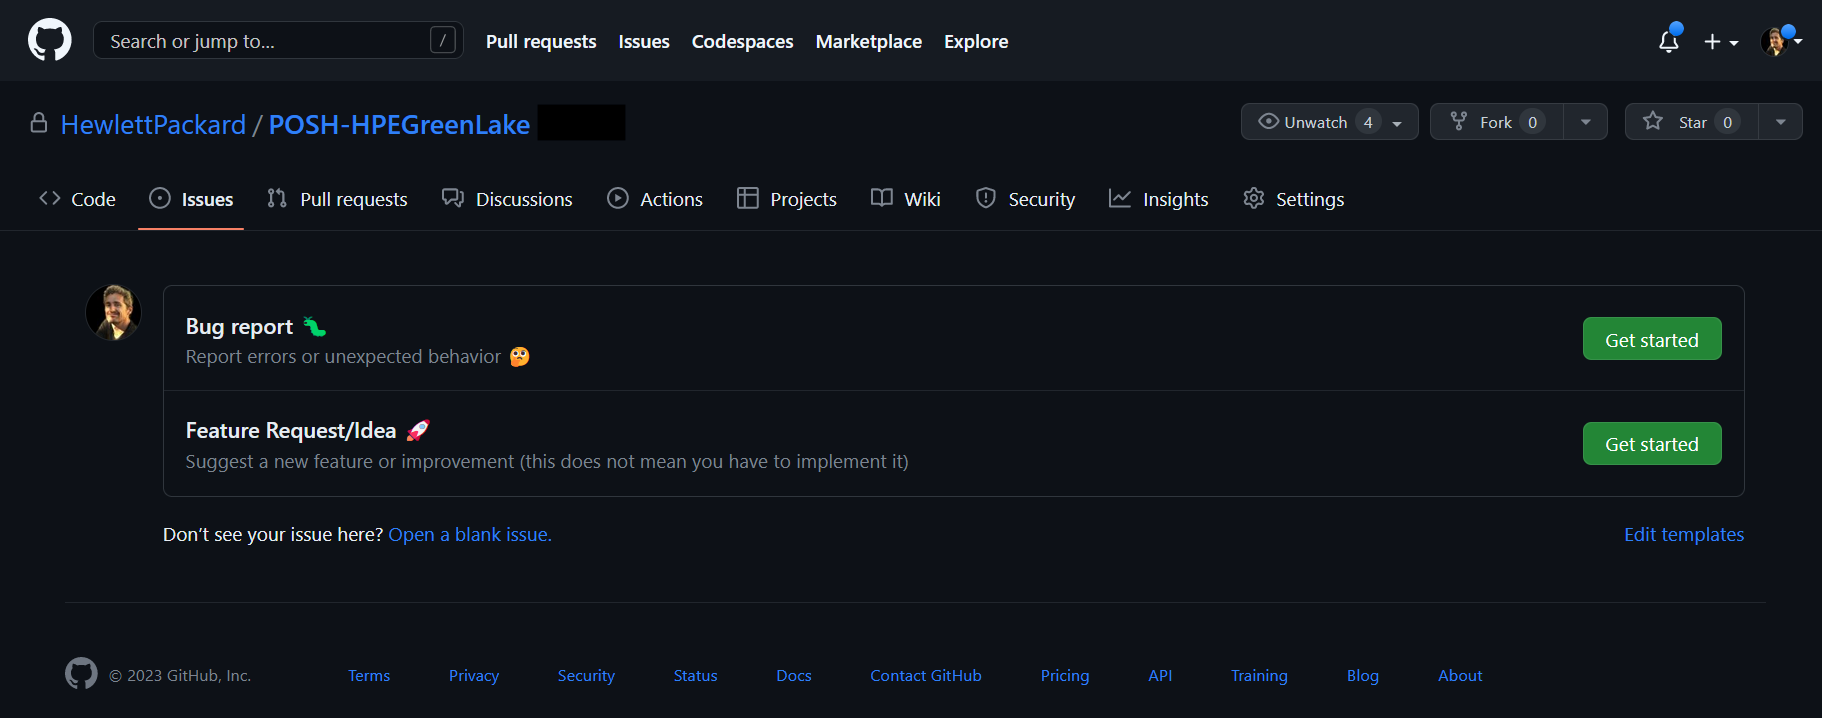 Search or jump to... / Pull requests Issues Codespaces Marketplace Explore
HewlettPackard / POSH-HPEGreenLake Unwatch 4 Fork 0 Star 0
Code Issues Pull requests Discussions Actions Projects Wiki Security Insights Settings
Bug report
Report errors or unexpected behavior
Get started
Feature Request/Idea
Suggest a new feature or improvement (this does not mean you have to implement it)
Get started
Don’t see your issue here? Open a blank issue. Edit templates
© 2023 GitHub, Inc. Terms Privacy Security Status Docs Contact GitHub Pricing API Training Blog About